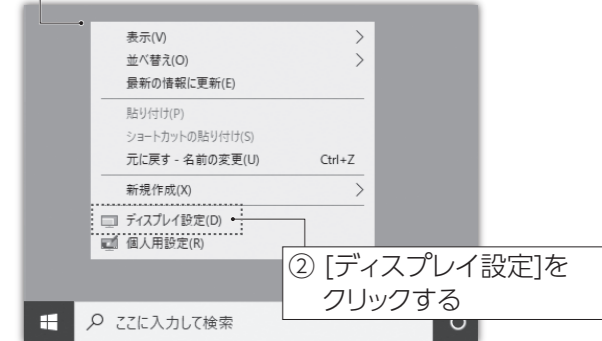 表示(V)
並べ替え(O)
最新の情報に更新(E)
貼り付け(P)
ショートカットの貼り付け(S)
元に戻す - 名前の変更(U) Ctrl+Z
新規作成(X)
ディスプレイ設定(D)
個人用設定(R)
② [ディスプレイ設定]を
クリックする
ここに入力して検索